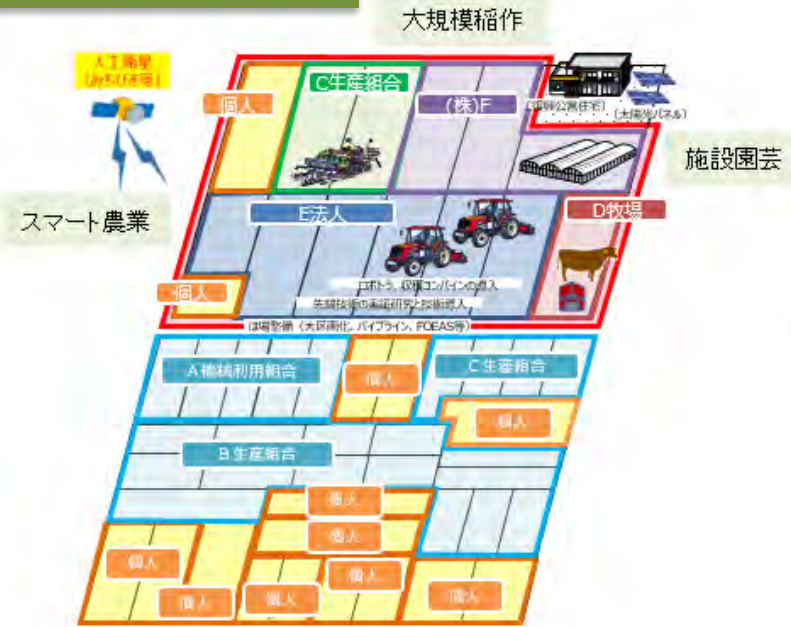 大規模稲作
人工衛星
(みちびき等)
個人
C生産組合
(株)F
(復興公営住宅)
(太陽光パネル)
施設園芸
スマート農業
E法人
D牧場
個人
ロボトラ、収穫コンバインの導入
先端技術の実証研究と技術導入
ほ場整備(大区画化、パイプライン、FOEAS等)
A機械利用組合
個人
C生産組合
個人
B生産組合
個人
個人
個人
個人
個人
個人
個人